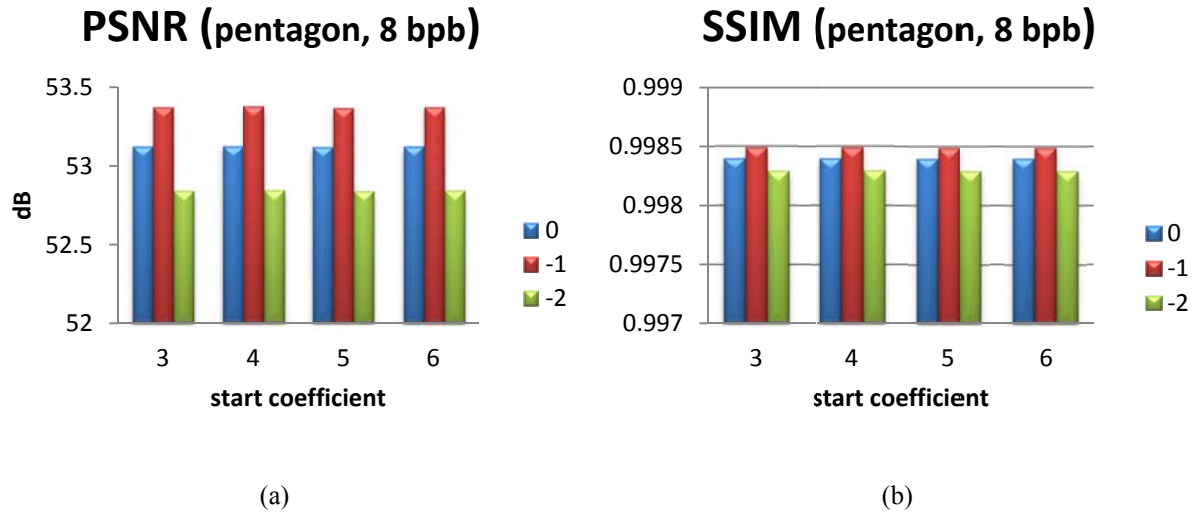 PSNR (pentagon, 8 bpb)
53.5
53
52.5
52
dB
3 4 5 6
start coefficient
0
-1
-2
(a)
SSIM (pentagon, 8 bpb)
0.999
0.9985
0.998
0.9975
0.997
3 4 5 6
start coefficient
0
-1
-2
(b)